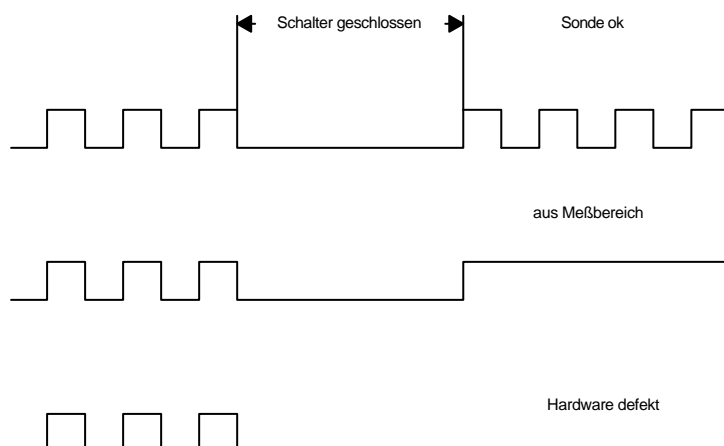 Schalter geschlossen
Sonde ok
aus Meßbereich
Hardware defekt